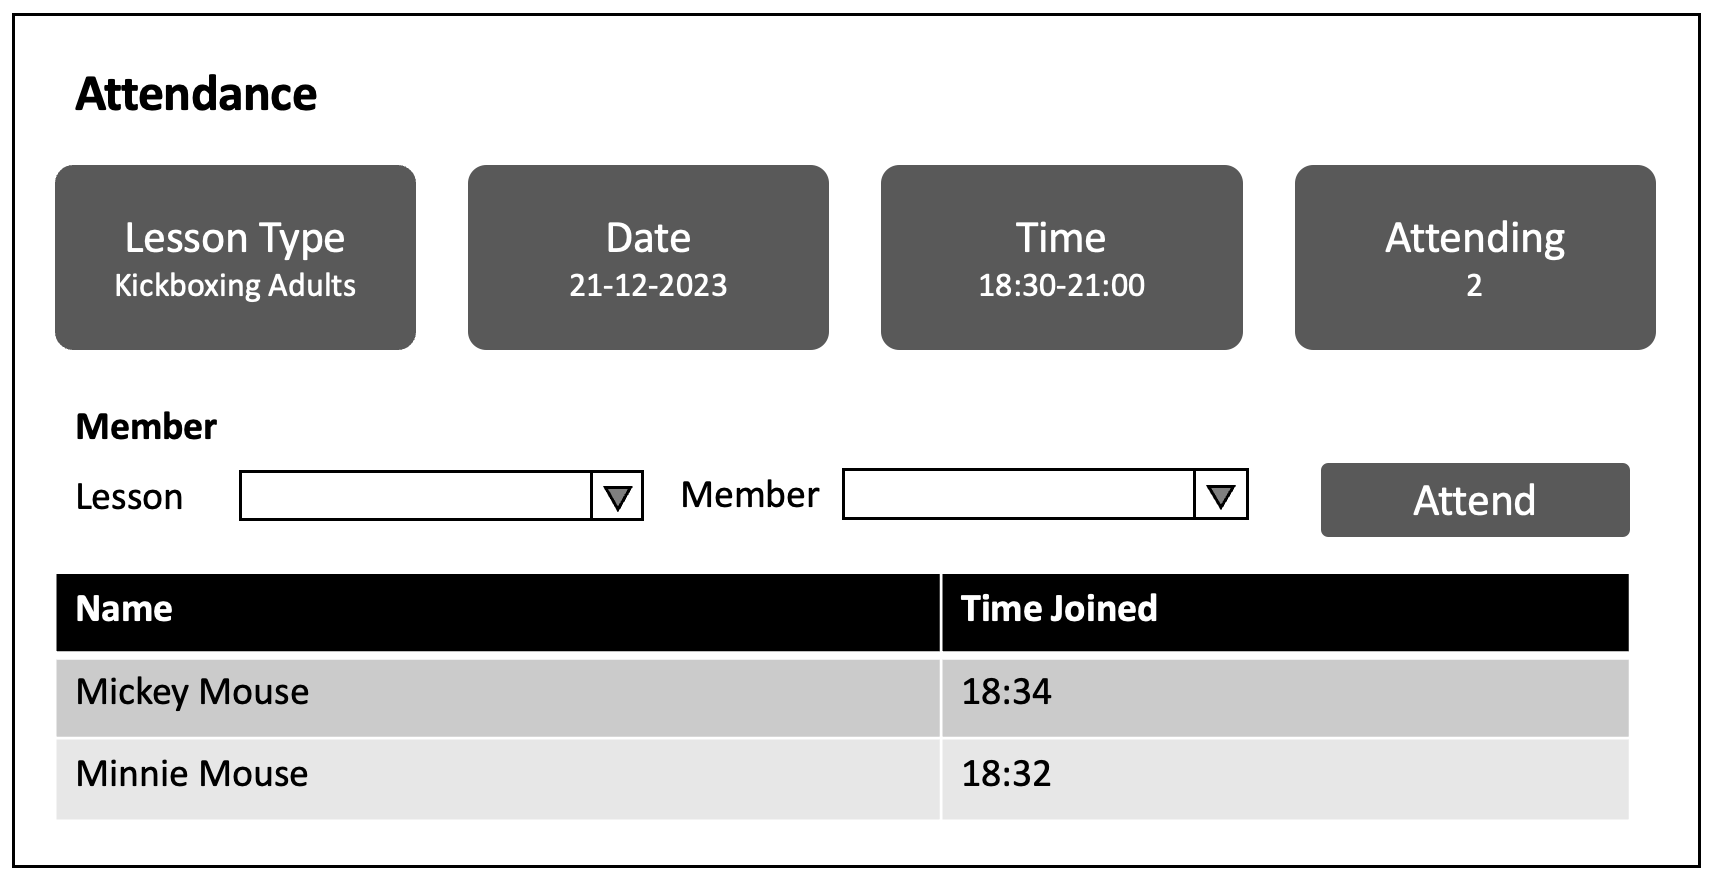 Attendance
Lesson Type
Kickboxing Adults
Date
21-12-2023
Time
18:30-21:00
Attending
2
Member
Lesson
Member
Attend
Name Time Joined
Mickey Mouse 18:34
Minnie Mouse 18:32